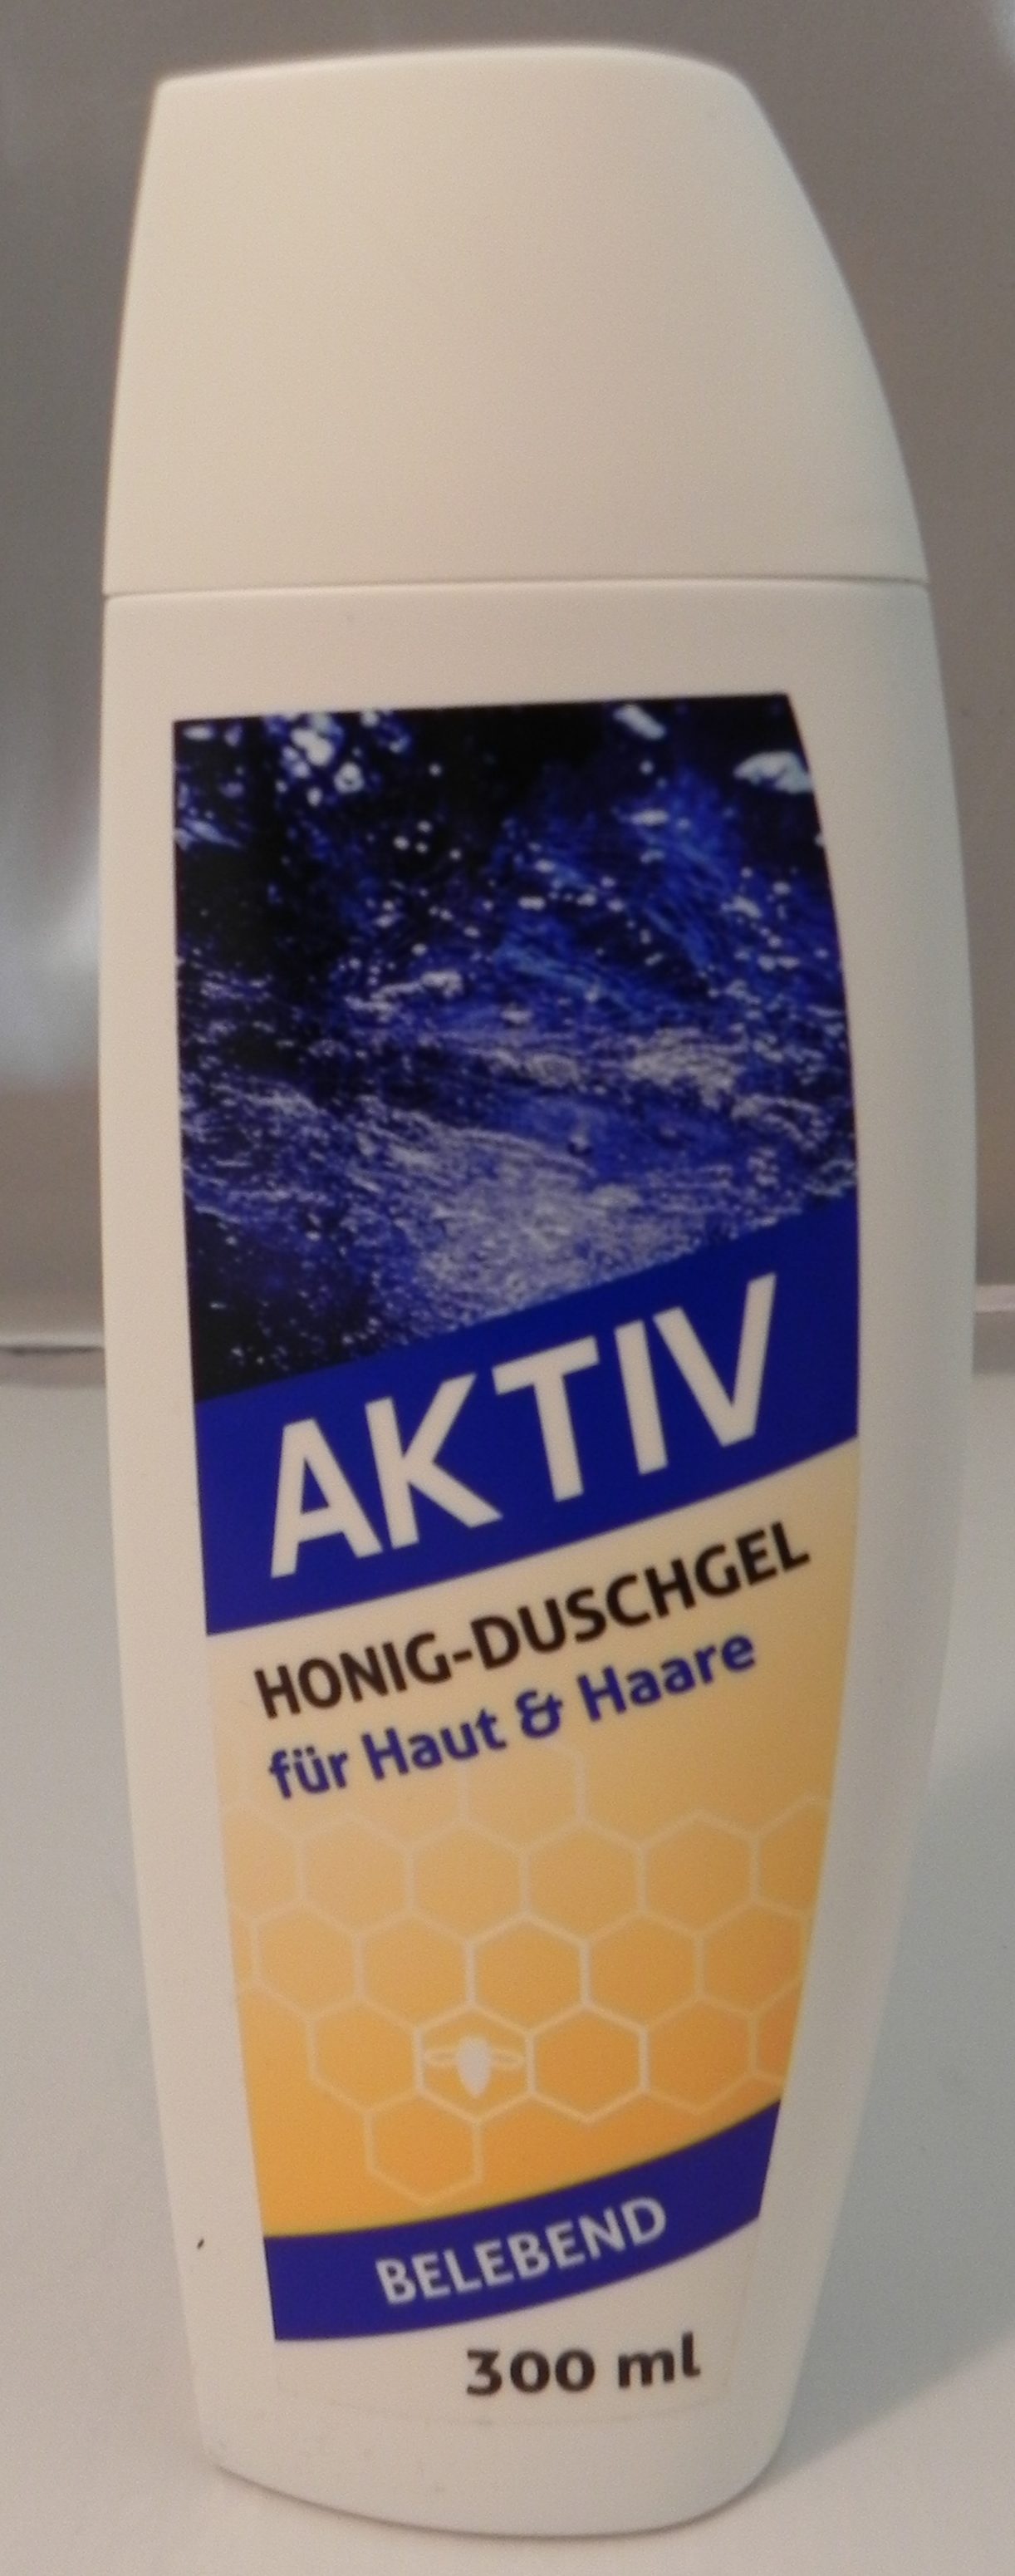 AKTIV
HONIG-DUSCHGEL
für Haut & Haare
BELEBEND
300 ml